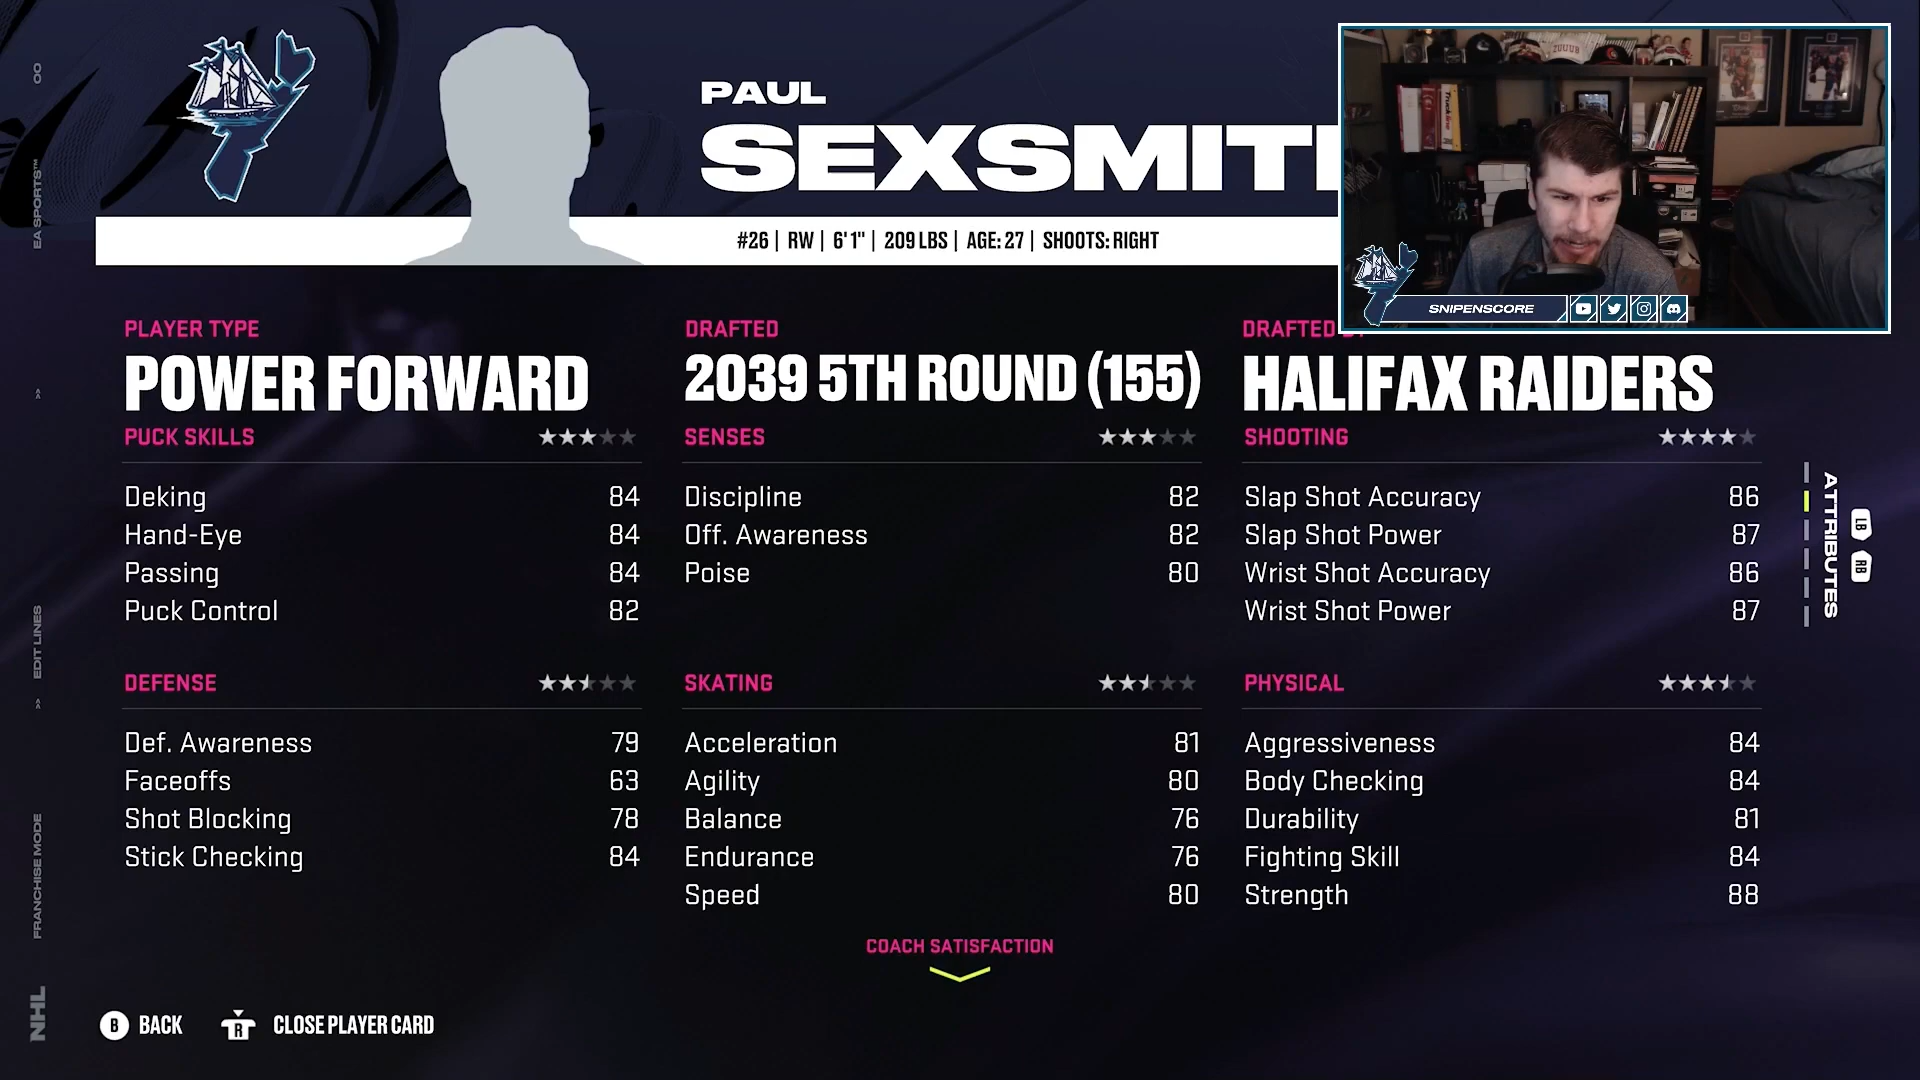 PAUL
SEXSMIT
#26 | RW | 6'1" | 209 LBS | AGE: 27 | SHOOTS: RIGHT
SNIPENSCORE
PLAYER TYPE
POWER FORWARD
DRAFTED
2039 5TH ROUND (155)
DRAFTED
HALIFAX RAIDERS
PUCK SKILLS
Deking 84
Hand-Eye 84
Passing 84
Puck Control 82
SENSES
Discipline 82
Off. Awareness 82
Poise 80
SHOOTING
Slap Shot Accuracy 86
Slap Shot Power 87
Wrist Shot Accuracy 86
Wrist Shot Power 87
DEFENSE
Def. Awareness 79
Faceoffs 63
Shot Blocking 78
Stick Checking 84
SKATING
Acceleration 81
Agility 80
Balance 76
Endurance 76
Speed 80
PHYSICAL
Aggressiveness 84
Body Checking 84
Durability 81
Fighting Skill 84
Strength 88
ATTRIBUTES
LB RB
COACH SATISFACTION
B BACK
R CLOSE PLAYER CARD
NHL
FRANCHISE MODE
EDIT LINES
EA SPORTS™